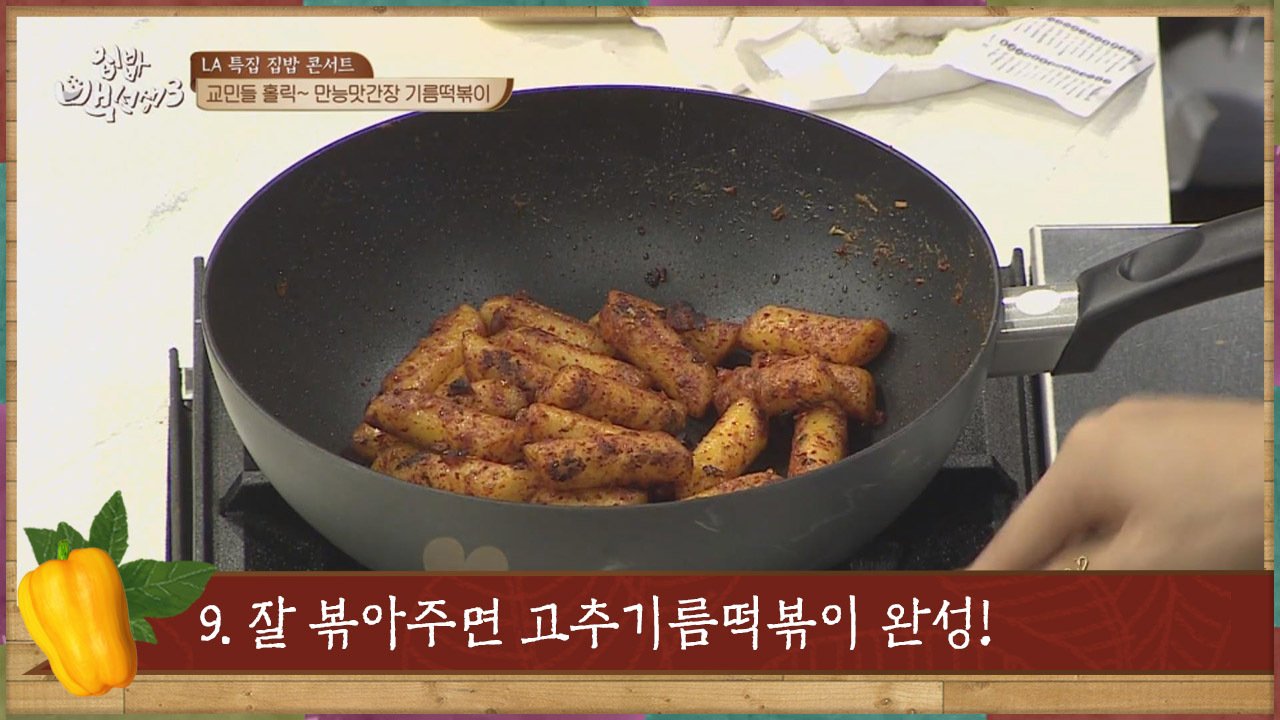 집밥
백선생3
LA 특집 집밥 콘서트
교민들 홀릭~ 만능맛간장 기름떡볶이
9. 잘 볶아주면 고추기름떡볶이 완성!